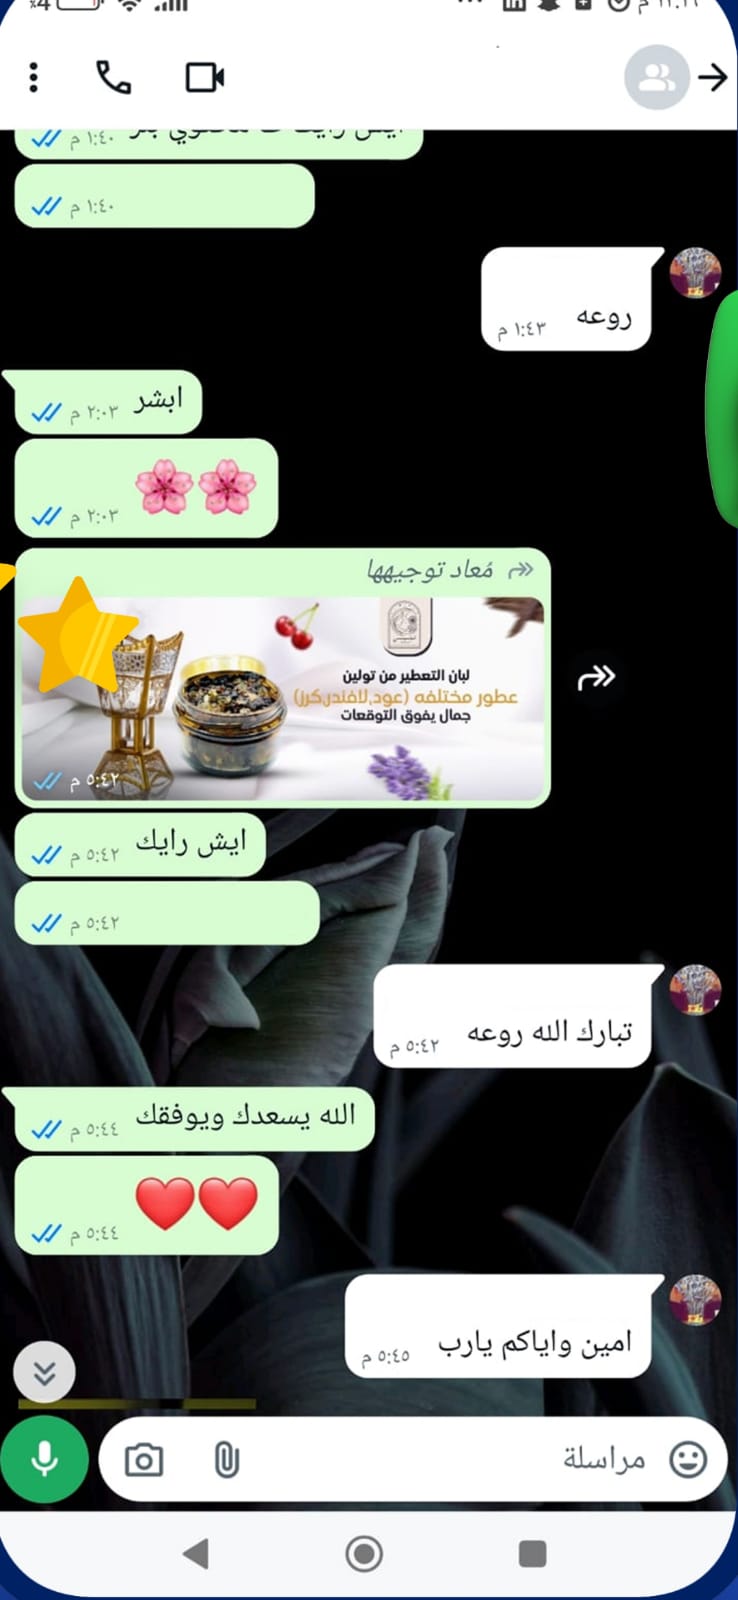 ١:٤٠ م
١:٤٠ م
روعه
١:٤٣ م
ابشر
٢:٠٣ م
🌸🌸
٢:٠٣ م
مُعاد توجيهها
لبان التعطير من تولين
عطور مختلفه (عود,لافندر,كرز)
جمال يفوق التوقعات
٥:٤٢ م
ايش رايك
٥:٤٢ م
٥:٤٢ م
تبارك الله روعه
٥:٤٢ م
الله يسعدك ويوفقك
٥:٤٤ م
❤️❤️
٥:٤٤ م
امين واياكم يارب
٥:٤٥ م
مراسلة